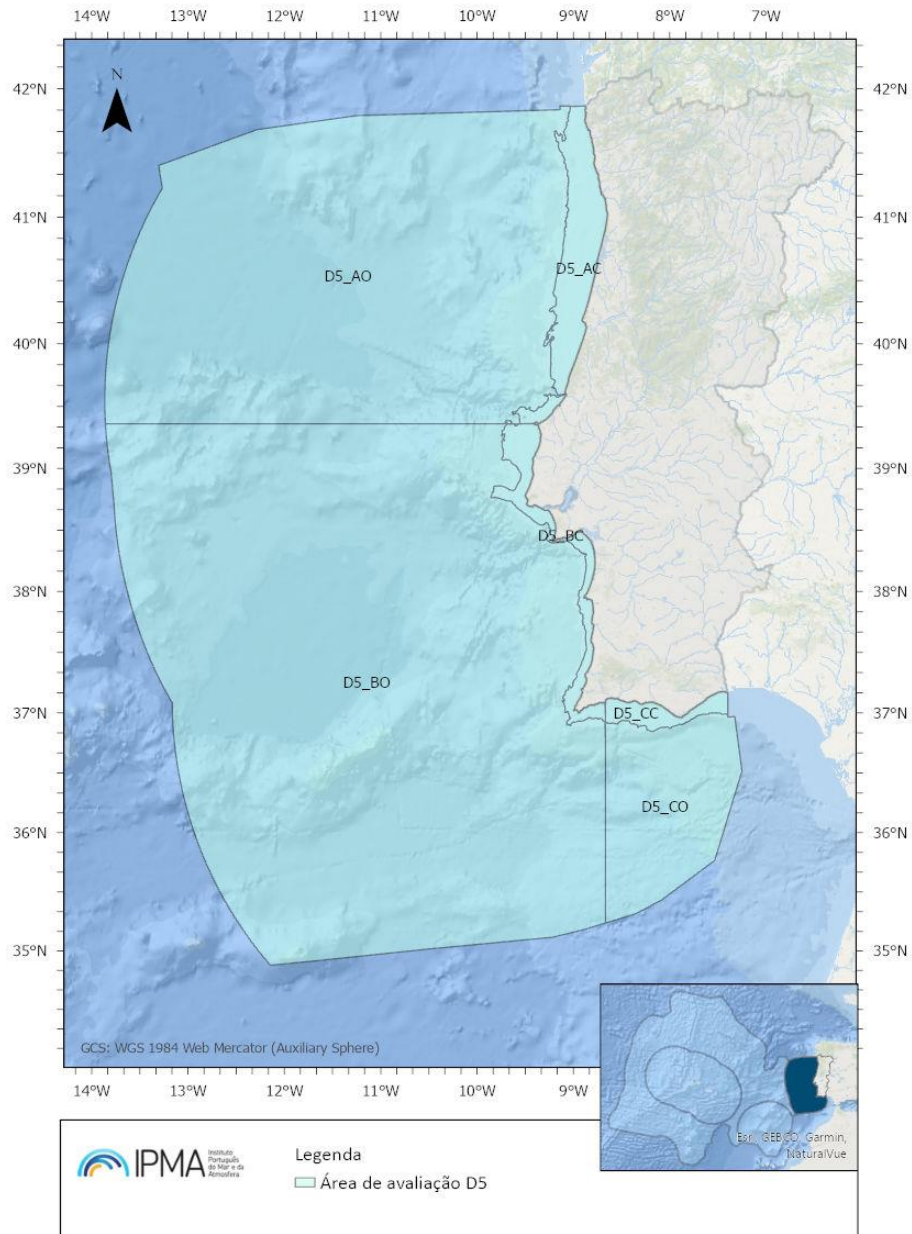 14°W 13°W 12°W 11°W 10°W 9°W 8°W 7°W
N
42°N 42°N
D5_AO D5_AC
41°N 41°N
40°N 40°N
39°N 39°N
D5_BC
38°N 38°N
D5_BO
37°N 37°N
D5_CC
D5_CO
36°N 36°N
35°N 35°N
GCS: WGS 1984 Web Mercator (Auxiliary Sphere)
14°W 13°W 12°W 11°W 10°W 9°W
Esri, GEBCO, Garmin,
NaturalVue
IPMA
Instituto
Português
do Mar e da
Atmosfera
Legenda
Área de avaliação D5